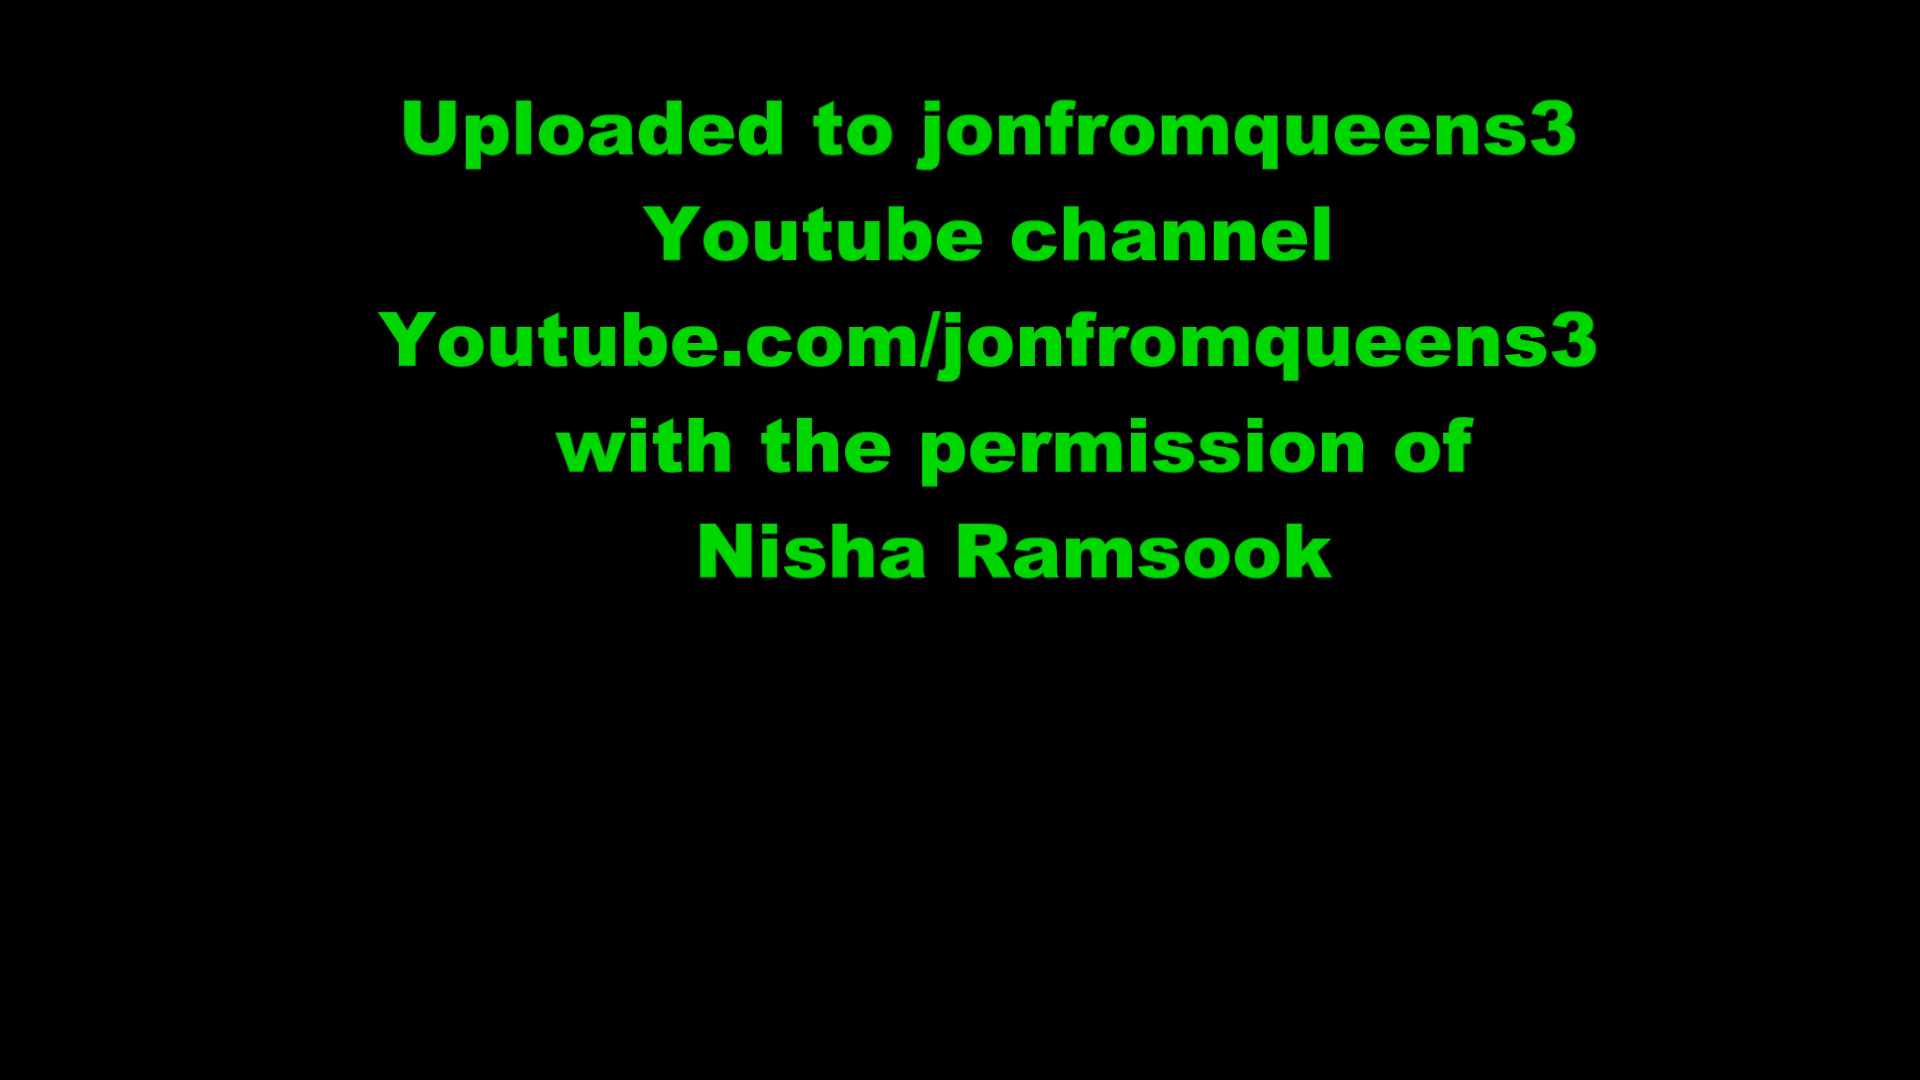 Uploaded to jonfromqueens3
Youtube channel
Youtube.com/jonfromqueens3
with the permission of
Nisha Ramsook